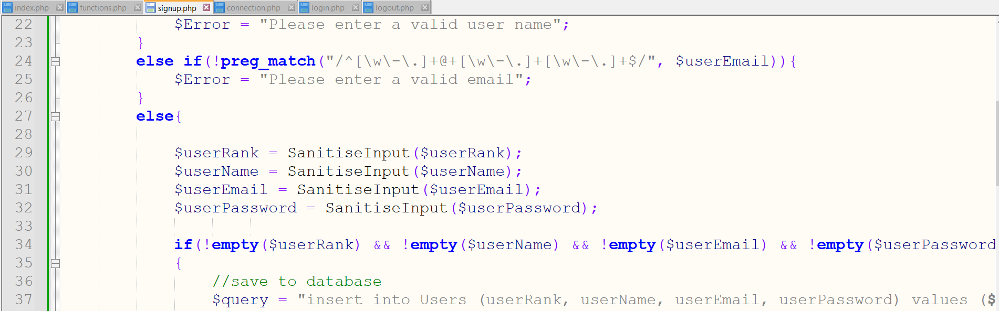 index.php functions.php signup.php connection.php login.php logout.php
22 $Error = "Please enter a valid user name";
23 }
24 else if(!preg_match("/^[\w\-\.]+@+[\w\-\.]+[\w\-\.]+$/", $userEmail)){
25 $Error = "Please enter a valid email";
26 }
27 else{
28
29 $userRank = SanitiseInput($userRank);
30 $userName = SanitiseInput($userName);
31 $userEmail = SanitiseInput($userEmail);
32 $userPassword = SanitiseInput($userPassword);
33
34 if(!empty($userRank) && !empty($userName) && !empty($userEmail) && !empty($userPassword
35 {
36 //save to database
37 $query = "insert into Users (userRank, userName, userEmail, userPassword) values ($